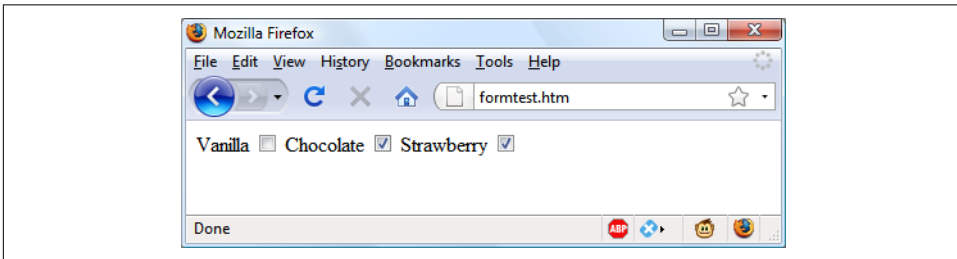 Mozilla Firefox
File Edit View History Bookmarks Tools Help
formtest.htm
Vanilla Chocolate Strawberry
Done ABP